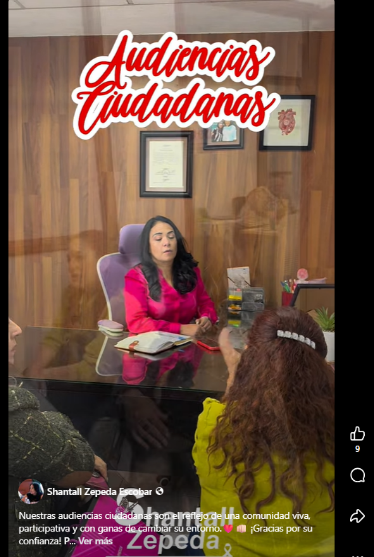 Audiencias
Ciudadanas
Shantall Zepeda Escobar
Shantall
Zepeda
Nuestras audiencias ciudadanas son el reflejo de una comunidad viva,
participativa y con ganas de cambiar su entorno.❤️ 🤛🏻 ¡Gracias por su
confianza! P... Ver más
9